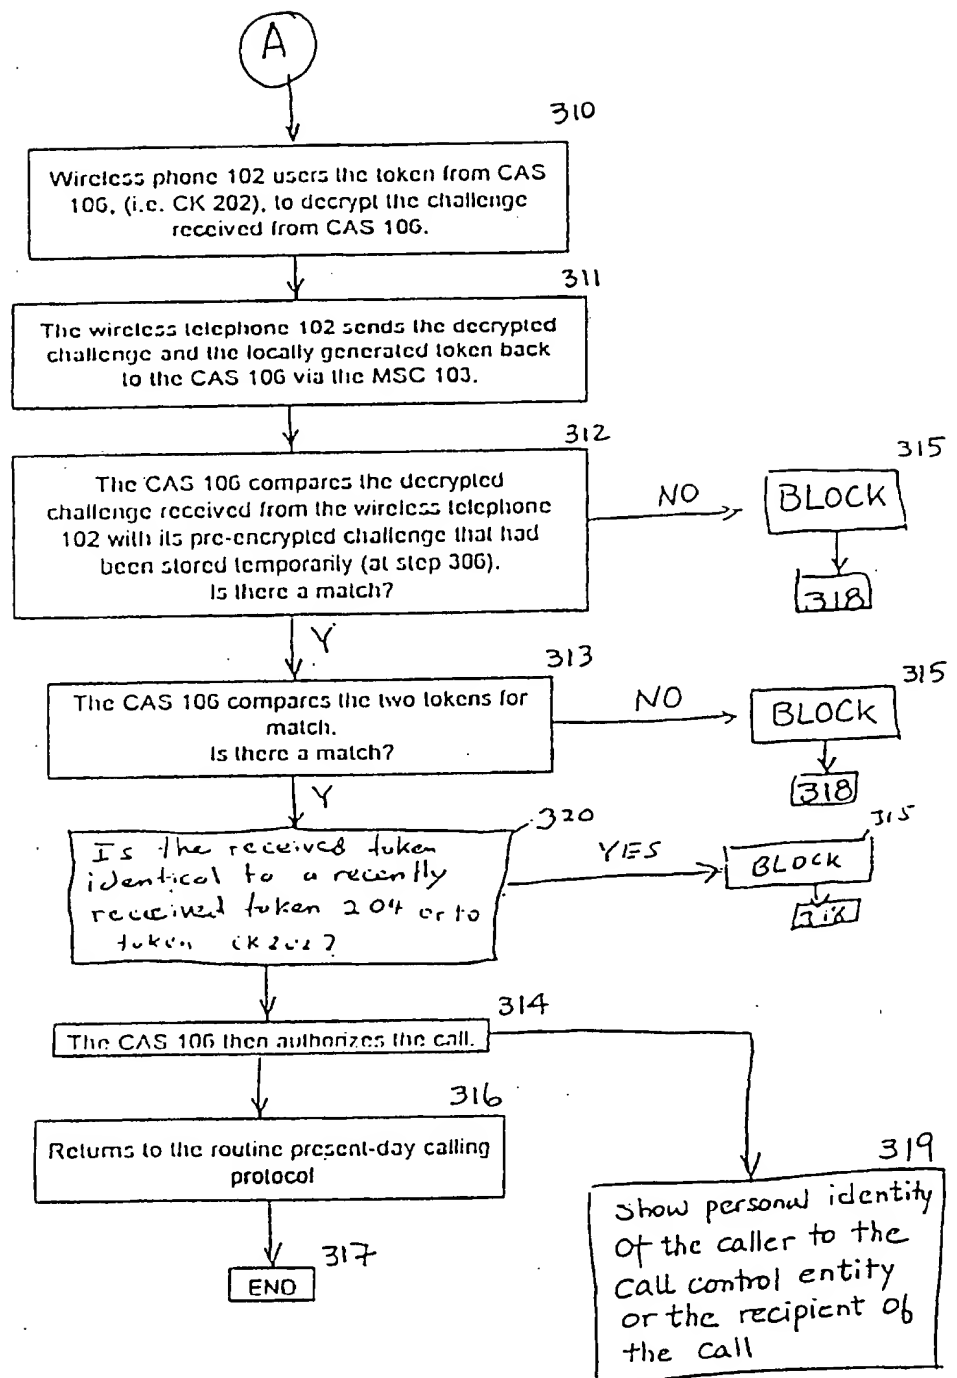 A
310
Wireless phone 102 users the token from CAS
106, (i.e. CK 202), to decrypt the challenge
received from CAS 106.
311
The wireless telephone 102 sends the decrypted
challenge and the locally generated token back
to the CAS 106 via the MSC 103.
312
The CAS 106 compares the decrypted
challenge received from the wireless telephone
102 with its pre-encrypted challenge that had
been stored temporarily (at step 306).
Is there a match?
NO
315
BLOCK
318
Y
313
The CAS 106 compares the two tokens for
match.
Is there a match?
NO
315
BLOCK
318
Y
320
Is the received token
identical to a recently
received token 204 or to
token CK 202?
YES
315
BLOCK
318
314
The CAS 106 then authorizes the call.
316
Returns to the routine present-day calling
protocol
317
END
319
Show personal identity
of the caller to the
call control entity
or the recipient of
the call